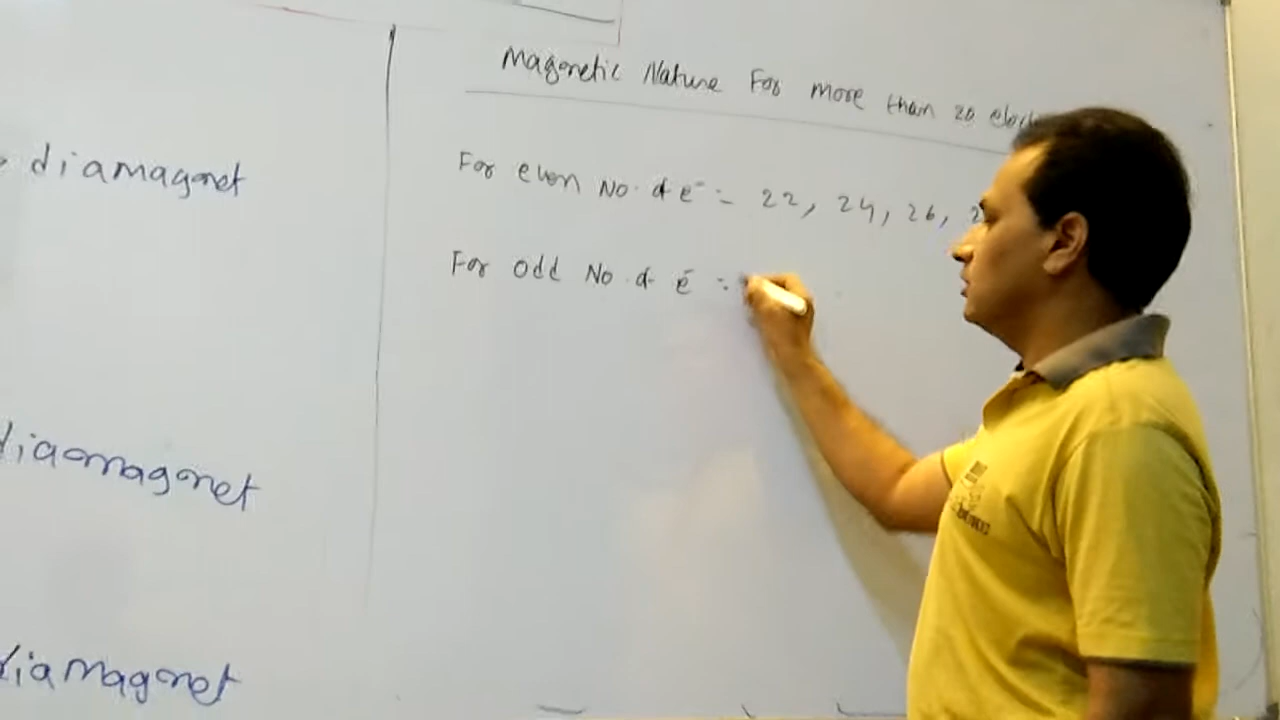 Magnetic Nature For more than 20
diamagnet
For even No. of e⁻ = 22, 24, 26,
For odd No. of e⁻ =
diamagnet
diamagnet